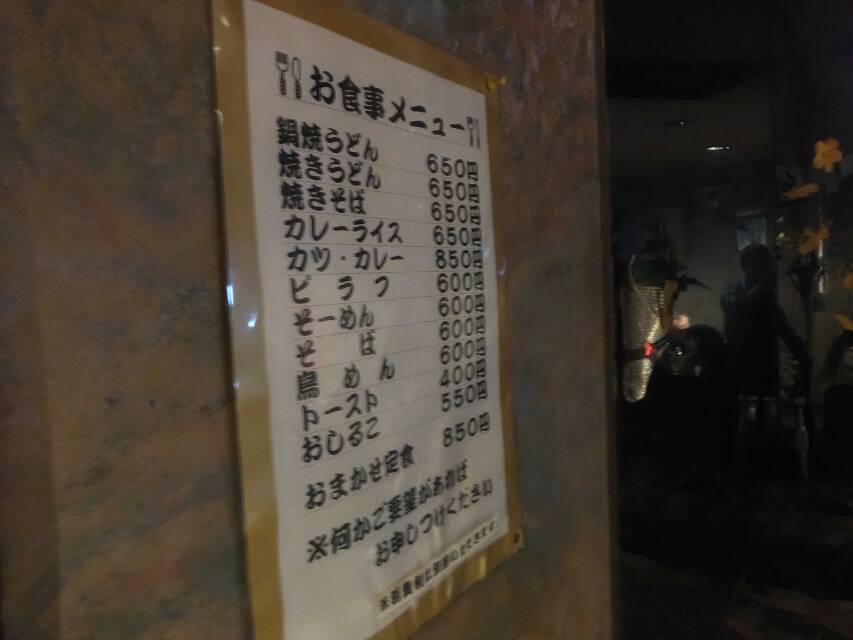 お食事メニュー
鍋焼うどん 650円
焼きうどん 650円
焼きそば 650円
カレーライス 650円
カツ・カレー 850円
ピラフ 600円
そーめん 600円
そば 600円
鳥めん 600円
トースト 400円
おしるこ 550円
おまかせ定食 850円
※何かご要望があれば
お申しつけください